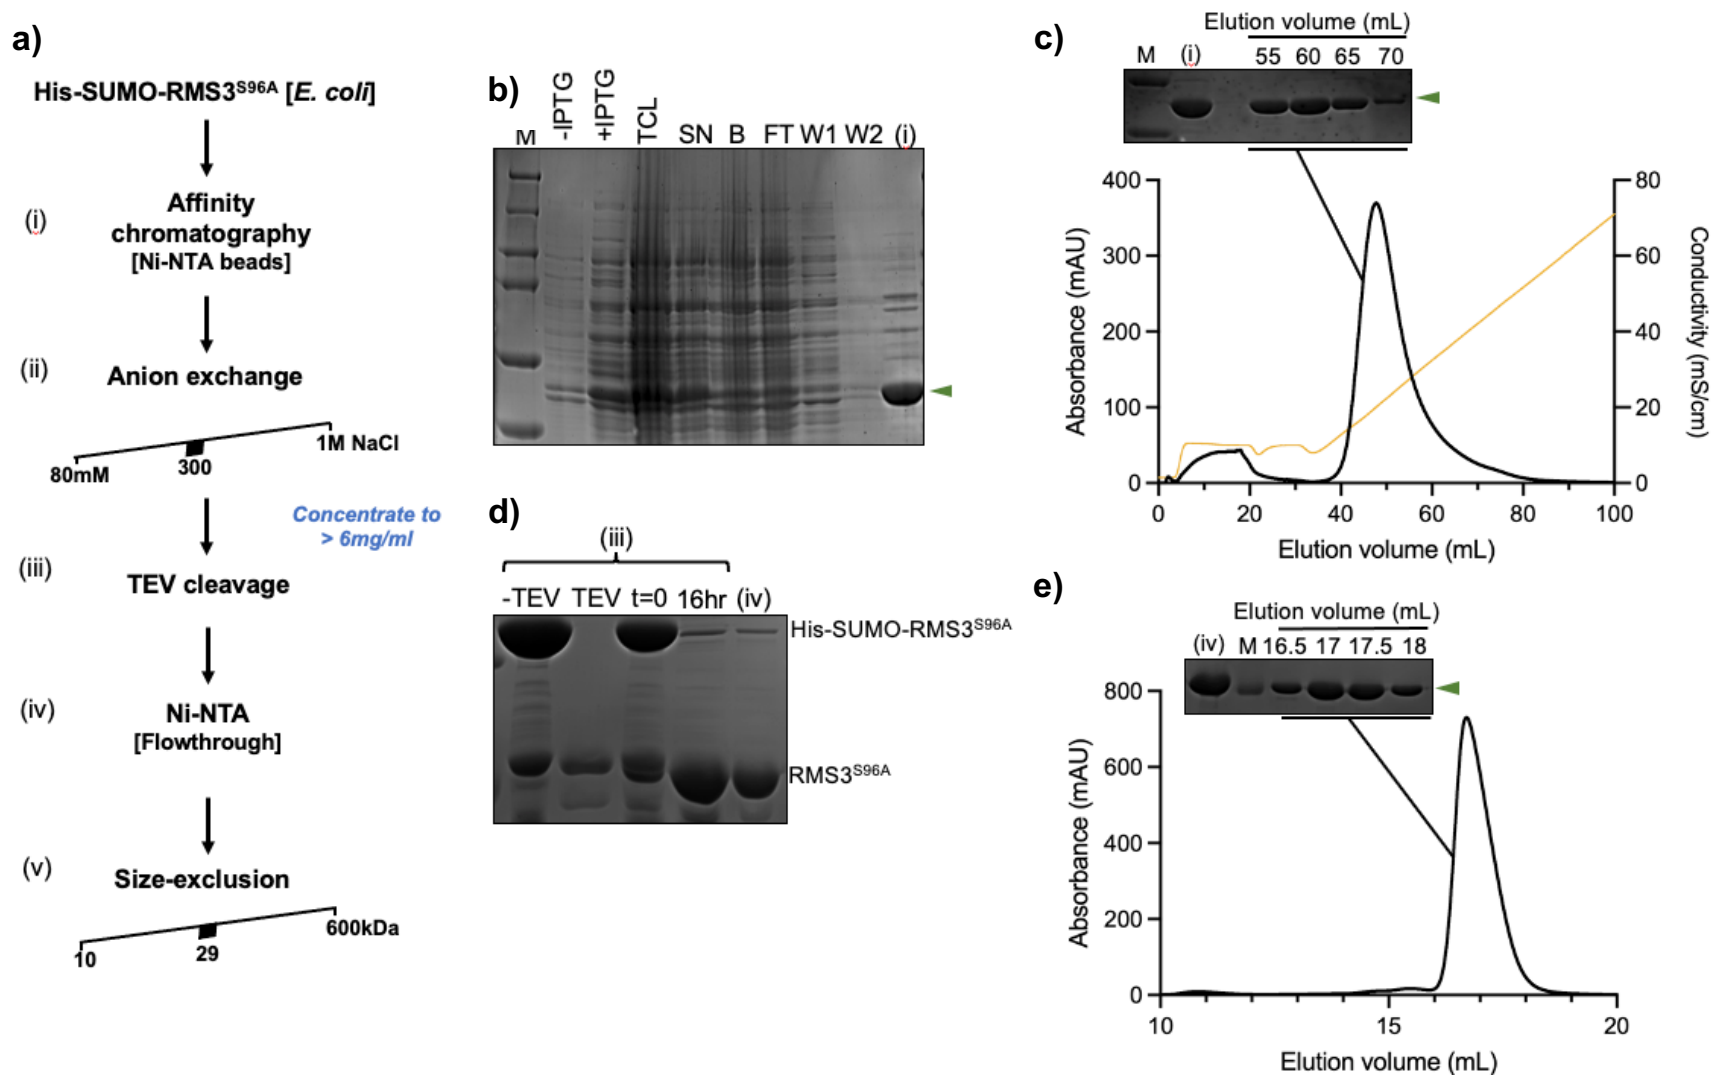 a)
His-SUMO-RMS3S96A [E. coli]
(i)
Affinity
chromatography
[Ni-NTA beads]
(ii)
Anion exchange
80mM
300
1M NaCl
Concentrate to
> 6mg/ml
(iii)
TEV cleavage
(iv)
Ni-NTA
[Flowthrough]
(v)
Size-exclusion
10
29
600kDa
b)
M -IPTG +IPTG TCL SN B FT W1 W2 (i)
d)
(iii)
-TEV TEV t=0 16hr (iv)
His-SUMO-RMS3S96A
RMS3S96A
c)
Elution volume (mL)
M (i) 55 60 65 70
Absorbance (mAU)
400
300
200
100
0
80
60
40
20
0
Conductivity (mS/cm)
0 20 40 60 80 100
Elution volume (mL)
e)
Elution volume (mL)
(iv) M 16.5 17 17.5 18
Absorbance (mAU)
800
600
400
200
0
10 15 20
Elution volume (mL)